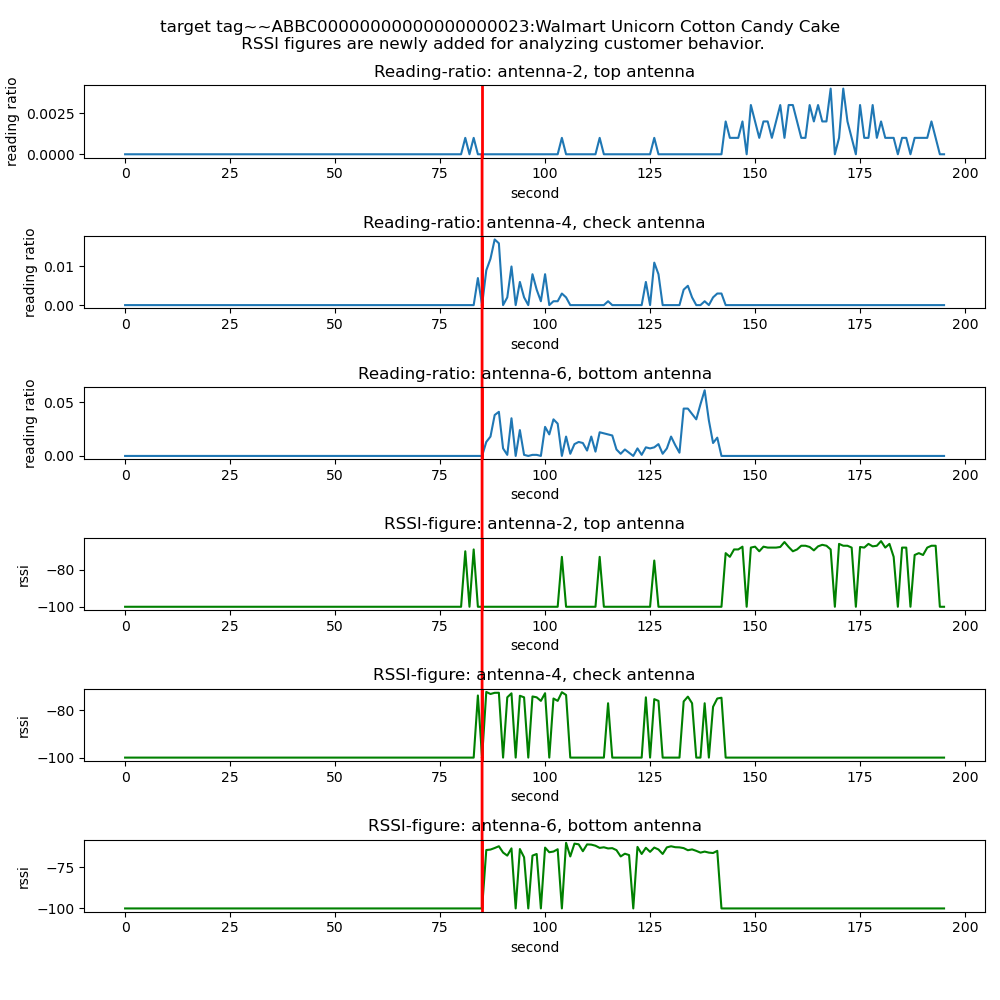 target tag~~ABBC00000000000000000023:Walmart Unicorn Cotton Candy Cake
RSSI figures are newly added for analyzing customer behavior.
Reading-ratio: antenna-2, top antenna
reading ratio
0.0025
0.0000
0 25 50 75 100 125 150 175 200
second
Reading-ratio: antenna-4, check antenna
reading ratio
0.01
0.00
0 25 50 75 100 125 150 175 200
second
Reading-ratio: antenna-6, bottom antenna
reading ratio
0.05
0.00
0 25 50 75 100 125 150 175 200
second
RSSI-figure: antenna-2, top antenna
rssi
−80
−100
0 25 50 75 100 125 150 175 200
second
RSSI-figure: antenna-4, check antenna
rssi
−80
−100
0 25 50 75 100 125 150 175 200
second
RSSI-figure: antenna-6, bottom antenna
rssi
−75
−100
0 25 50 75 100 125 150 175 200
second